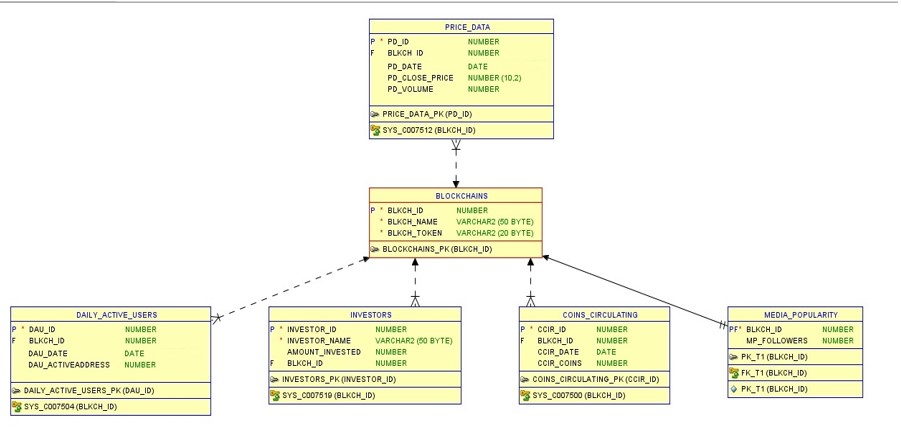 PRICE_DATA
P * PD_ID NUMBER
F BLKCH_ID NUMBER
PD_DATE DATE
PD_CLOSE_PRICE NUMBER (10,2)
PD_VOLUME NUMBER
PRICE_DATA_PK (PD_ID)
SYS_C007512 (BLKCH_ID)
BLOCKCHAINS
P * BLKCH_ID NUMBER
* BLKCH_NAME VARCHAR2 (50 BYTE)
* BLKCH_TOKEN VARCHAR2 (20 BYTE)
BLOCKCHAINS_PK (BLKCH_ID)
DAILY_ACTIVE_USERS
P * DAU_ID NUMBER
F BLKCH_ID NUMBER
DAU_DATE DATE
DAU_ACTIVEADDRESS NUMBER
DAILY_ACTIVE_USERS_PK (DAU_ID)
SYS_C007504 (BLKCH_ID)
INVESTORS
P * INVESTOR_ID NUMBER
* INVESTOR_NAME VARCHAR2 (50 BYTE)
AMOUNT_INVESTED NUMBER
F BLKCH_ID NUMBER
INVESTORS_PK (INVESTOR_ID)
SYS_C007519 (BLKCH_ID)
COINS_CIRCULATING
P * CCIR_ID NUMBER
F BLKCH_ID NUMBER
CCIR_DATE DATE
CCIR_COINS NUMBER
COINS_CIRCULATING_PK (CCIR_ID)
SYS_C007500 (BLKCH_ID)
MEDIA_POPULARITY
PF* BLKCH_ID NUMBER
MP_FOLLOWERS NUMBER
PK_T1 (BLKCH_ID)
FK_T1 (BLKCH_ID)
PK_T1 (BLKCH_ID)